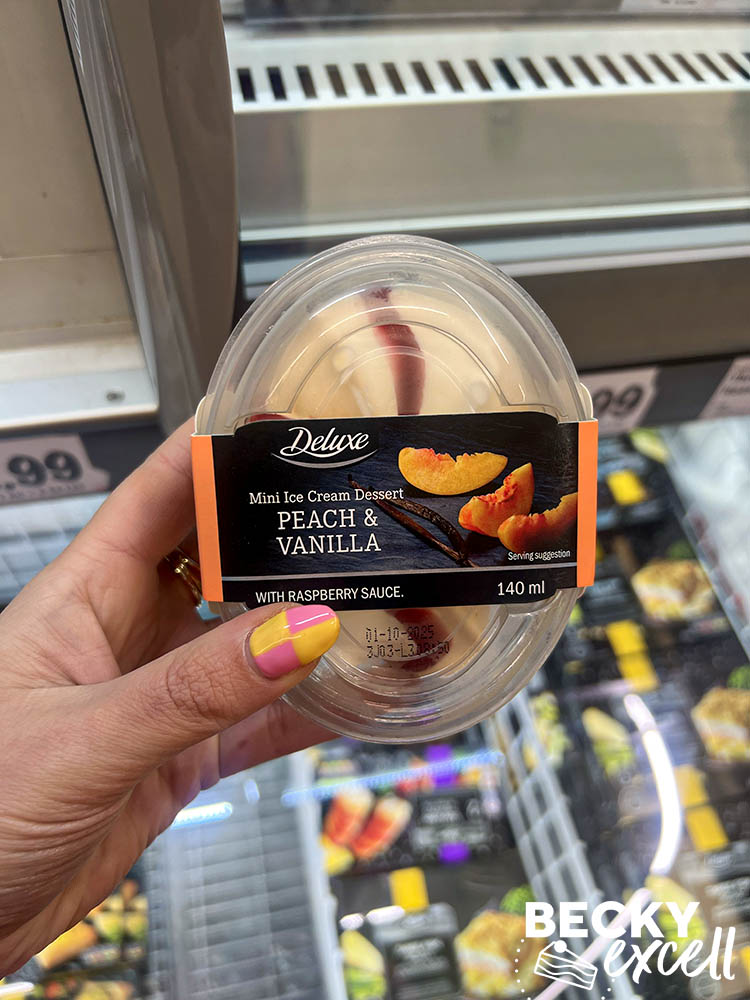 Deluxe
Mini Ice Cream Dessert
PEACH &
VANILLA
Serving suggestion
WITH RASPBERRY SAUCE.
140 ml
01-10-2025
.99
99
BECKY
excell